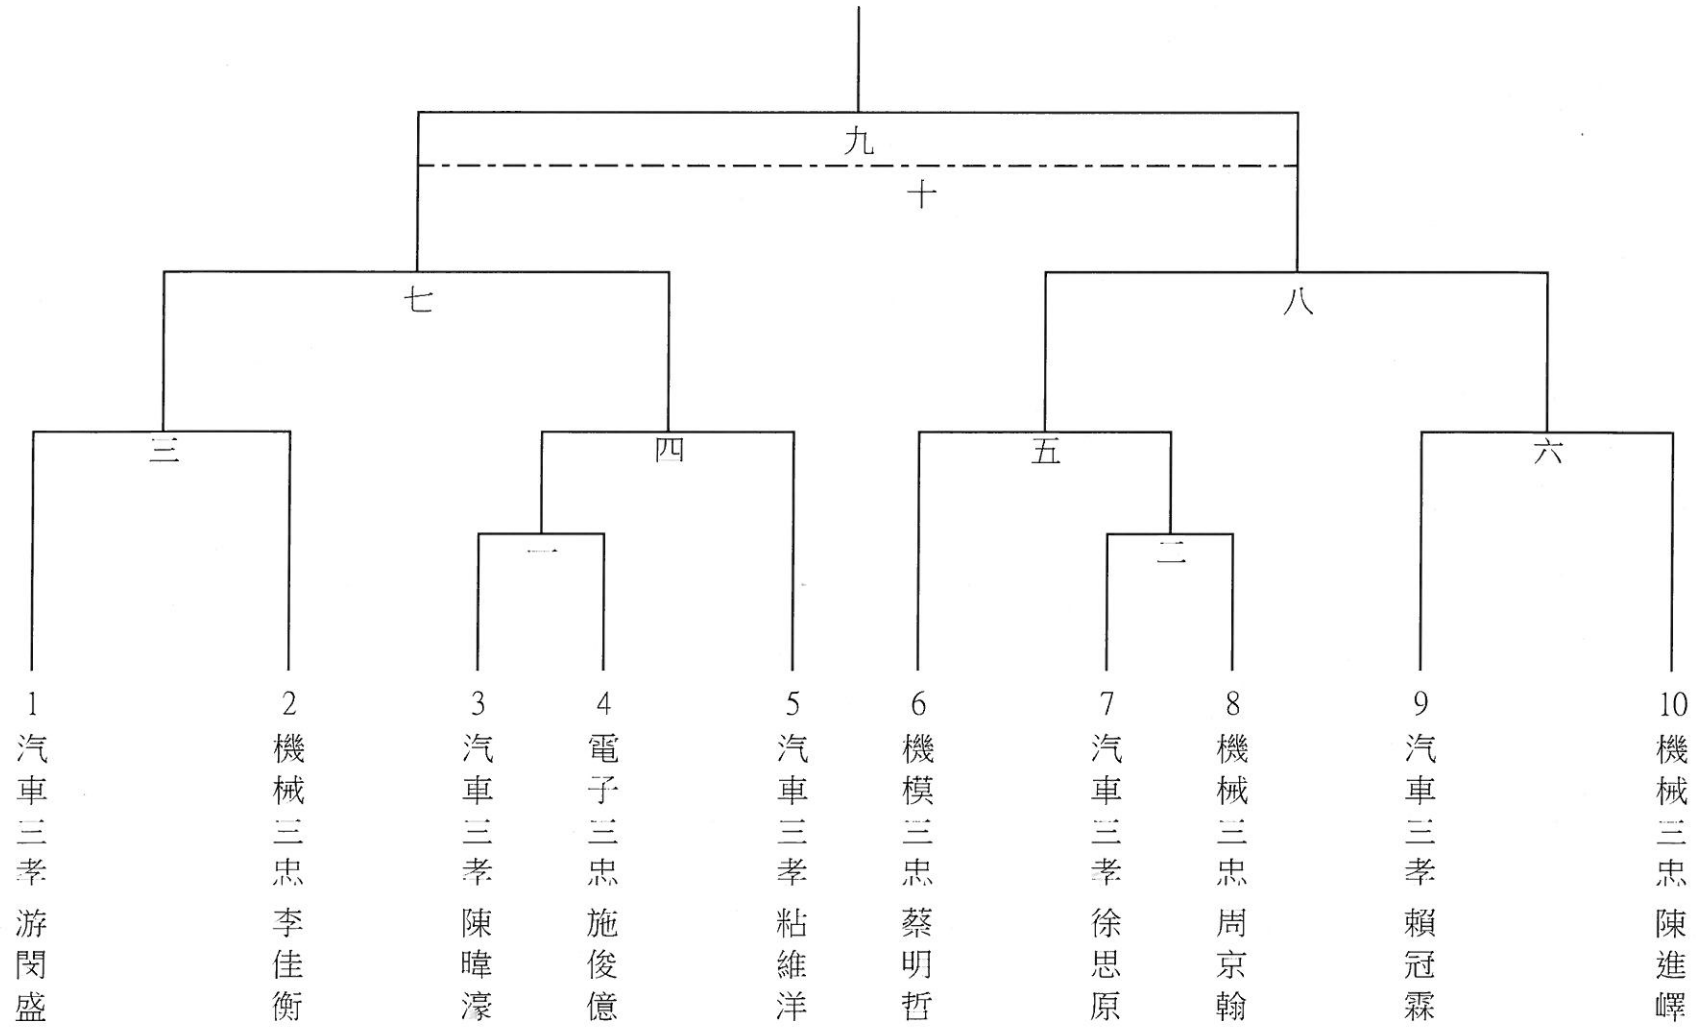 九
十
七
八
三
四
五
六
一
二
1
汽車三孝
游閔盛
2
機械三忠
李佳衡
3
汽車三孝
陳暐濠
4
電子三忠
施俊億
5
汽車三孝
粘維洋
6
機模三忠
蔡明哲
7
汽車三孝
徐思原
8
機械三忠
周京翰
9
汽車三孝
賴冠霖
10
機械三忠
陳進嶧